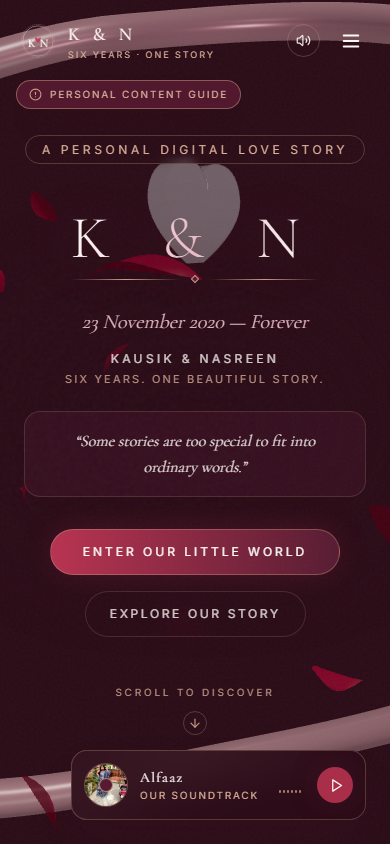 K N
K & N
SIX YEARS · ONE STORY
PERSONAL CONTENT GUIDE
A PERSONAL DIGITAL LOVE STORY
K & N
23 November 2020 — Forever
KAUSIK & NASREEN
SIX YEARS. ONE BEAUTIFUL STORY.
“Some stories are too special to fit into
ordinary words.”
ENTER OUR LITTLE WORLD
EXPLORE OUR STORY
SCROLL TO DISCOVER
Alfaaz
OUR SOUNDTRACK